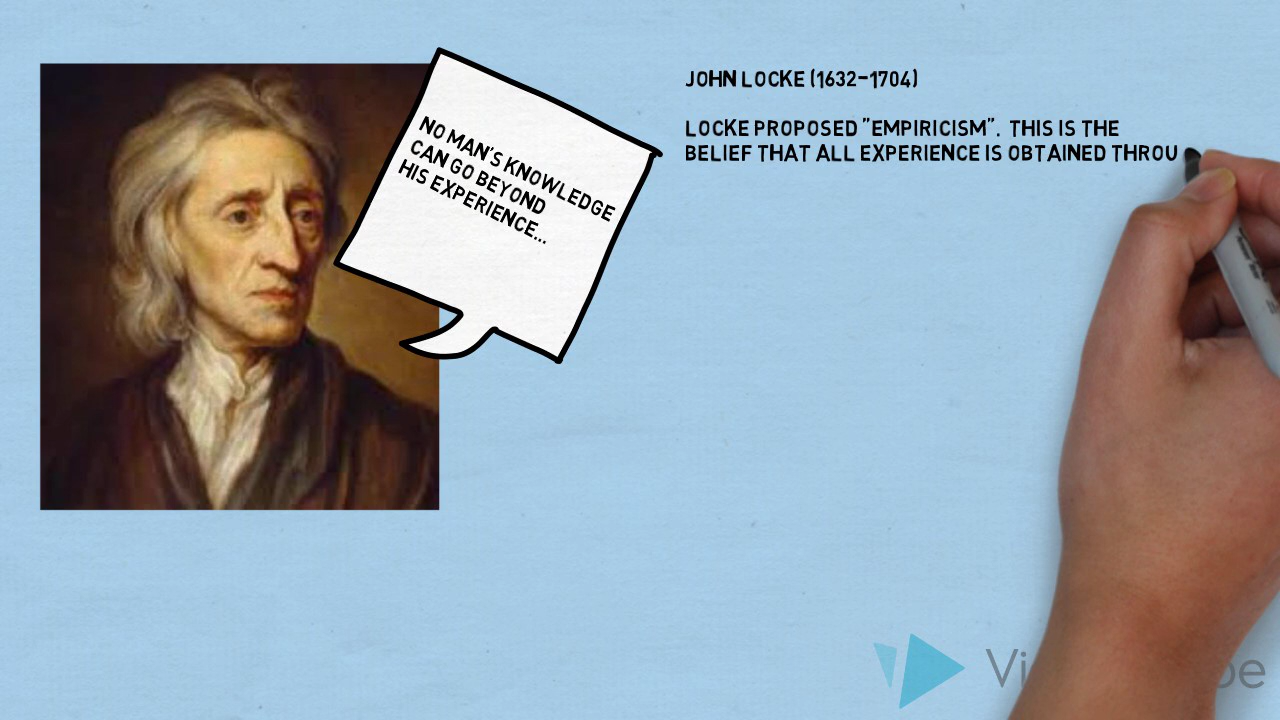 JOHN LOCKE (1632-1704)
LOCKE PROPOSED "EMPIRICISM". THIS IS THE
BELIEF THAT ALL EXPERIENCE IS OBTAINED THROU
NO MAN'S KNOWLEDGE
CAN GO BEYOND
HIS EXPERIENCE...